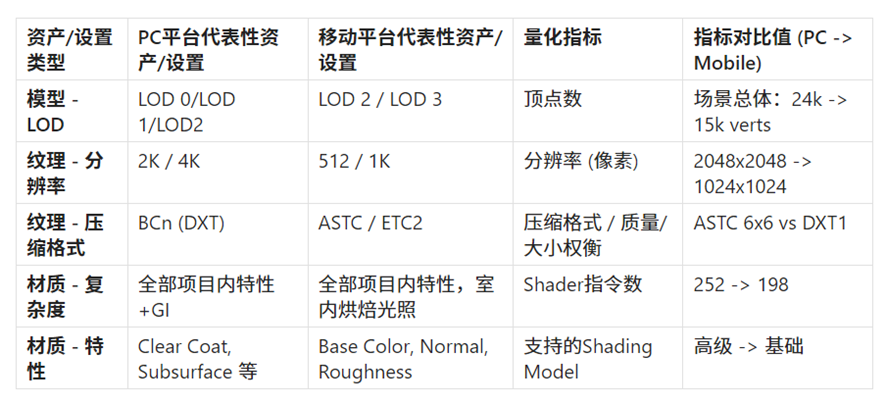 资产/设置类型 PC平台代表性资产/设置 移动平台代表性资产/设置 量化指标 指标对比值 (PC -> Mobile)
模型 - LOD LOD 0/LOD 1/LOD2 LOD 2 / LOD 3 顶点数 场景总体：24k -> 15k verts
纹理 - 分辨率 2K / 4K 512 / 1K 分辨率 (像素) 2048x2048 -> 1024x1024
纹理 - 压缩格式 BCn (DXT) ASTC / ETC2 压缩格式 / 质量/大小权衡 ASTC 6x6 vs DXT1
材质 - 复杂度 全部项目内特性+GI 全部项目内特性，室内烘焙光照 Shader指令数 252 -> 198
材质 - 特性 Clear Coat, Subsurface 等 Base Color, Normal, Roughness 支持的Shading Model 高级 -> 基础